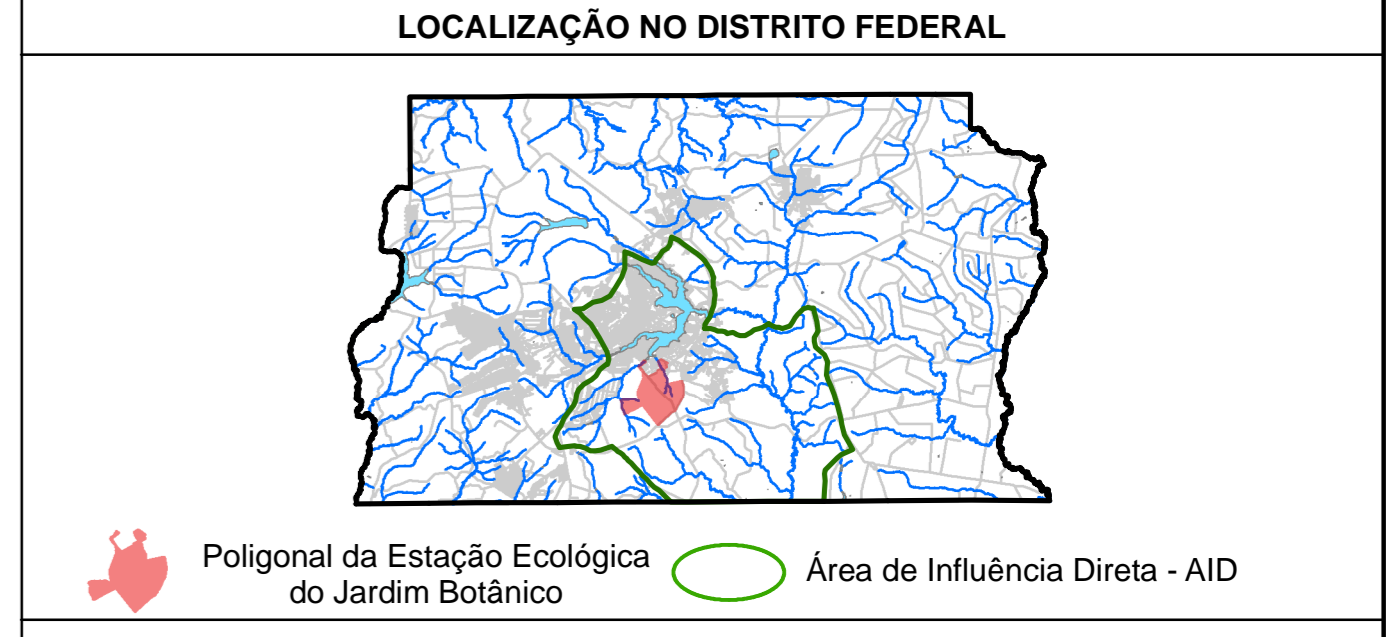 LOCALIZAÇÃO NO DISTRITO FEDERAL
Poligonal da Estação Ecológica
do Jardim Botânico
Área de Influência Direta - AID